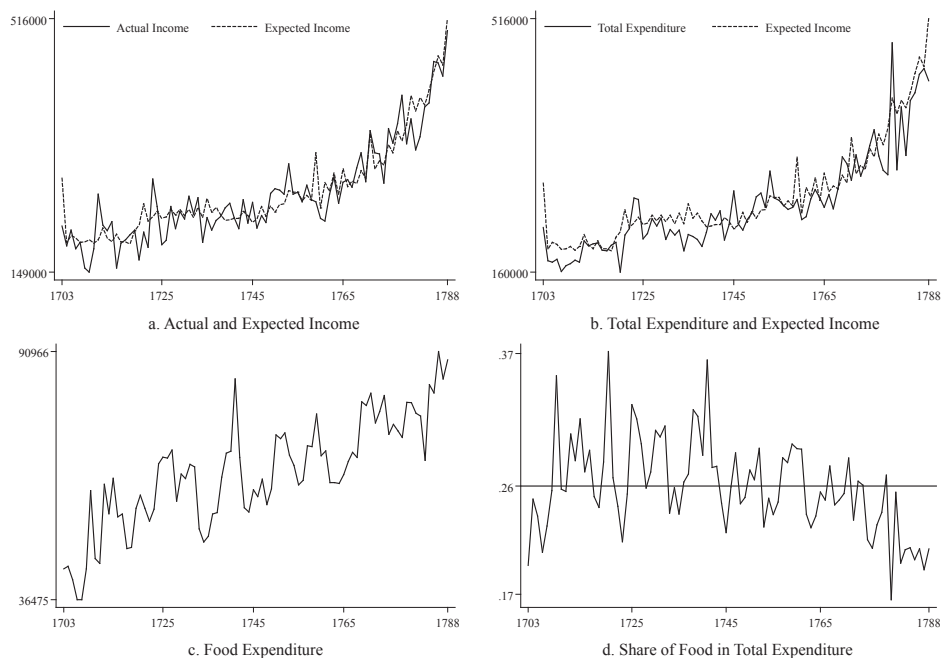 516000
Actual Income Expected Income
149000
1703 1725 1745 1765 1788
a. Actual and Expected Income
516000
Total Expenditure Expected Income
160000
1703 1725 1745 1765 1788
b. Total Expenditure and Expected Income
90966
36475
1703 1725 1745 1765 1788
c. Food Expenditure
.37
.26
.17
1703 1725 1745 1765 1788
d. Share of Food in Total Expenditure